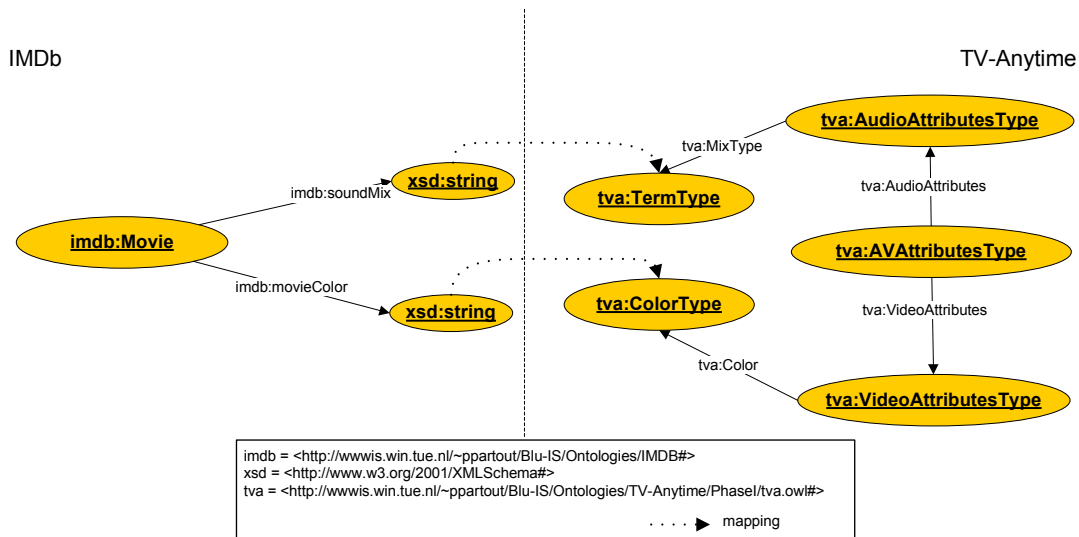 IMDb
TV-Anytime
tva:AudioAttributesType
tva:MixType
xsd:string
tva:AudioAttributes
imdb:soundMix
tva:TermType
imdb:Movie
tva:AVAttributesType
imdb:movieColor
tva:ColorType
xsd:string
tva:VideoAttributes
tva:Color
tva:VideoAttributesType
imdb = <http://wwwis.win.tue.nl/~ppartout/Blu-IS/Ontologies/IMDB#>
xsd = <http://www.w3.org/2001/XMLSchema#>
tva = <http://wwwis.win.tue.nl/~ppartout/Blu-IS/Ontologies/TV-Anytime/PhaseI/tva.owl#>
mapping